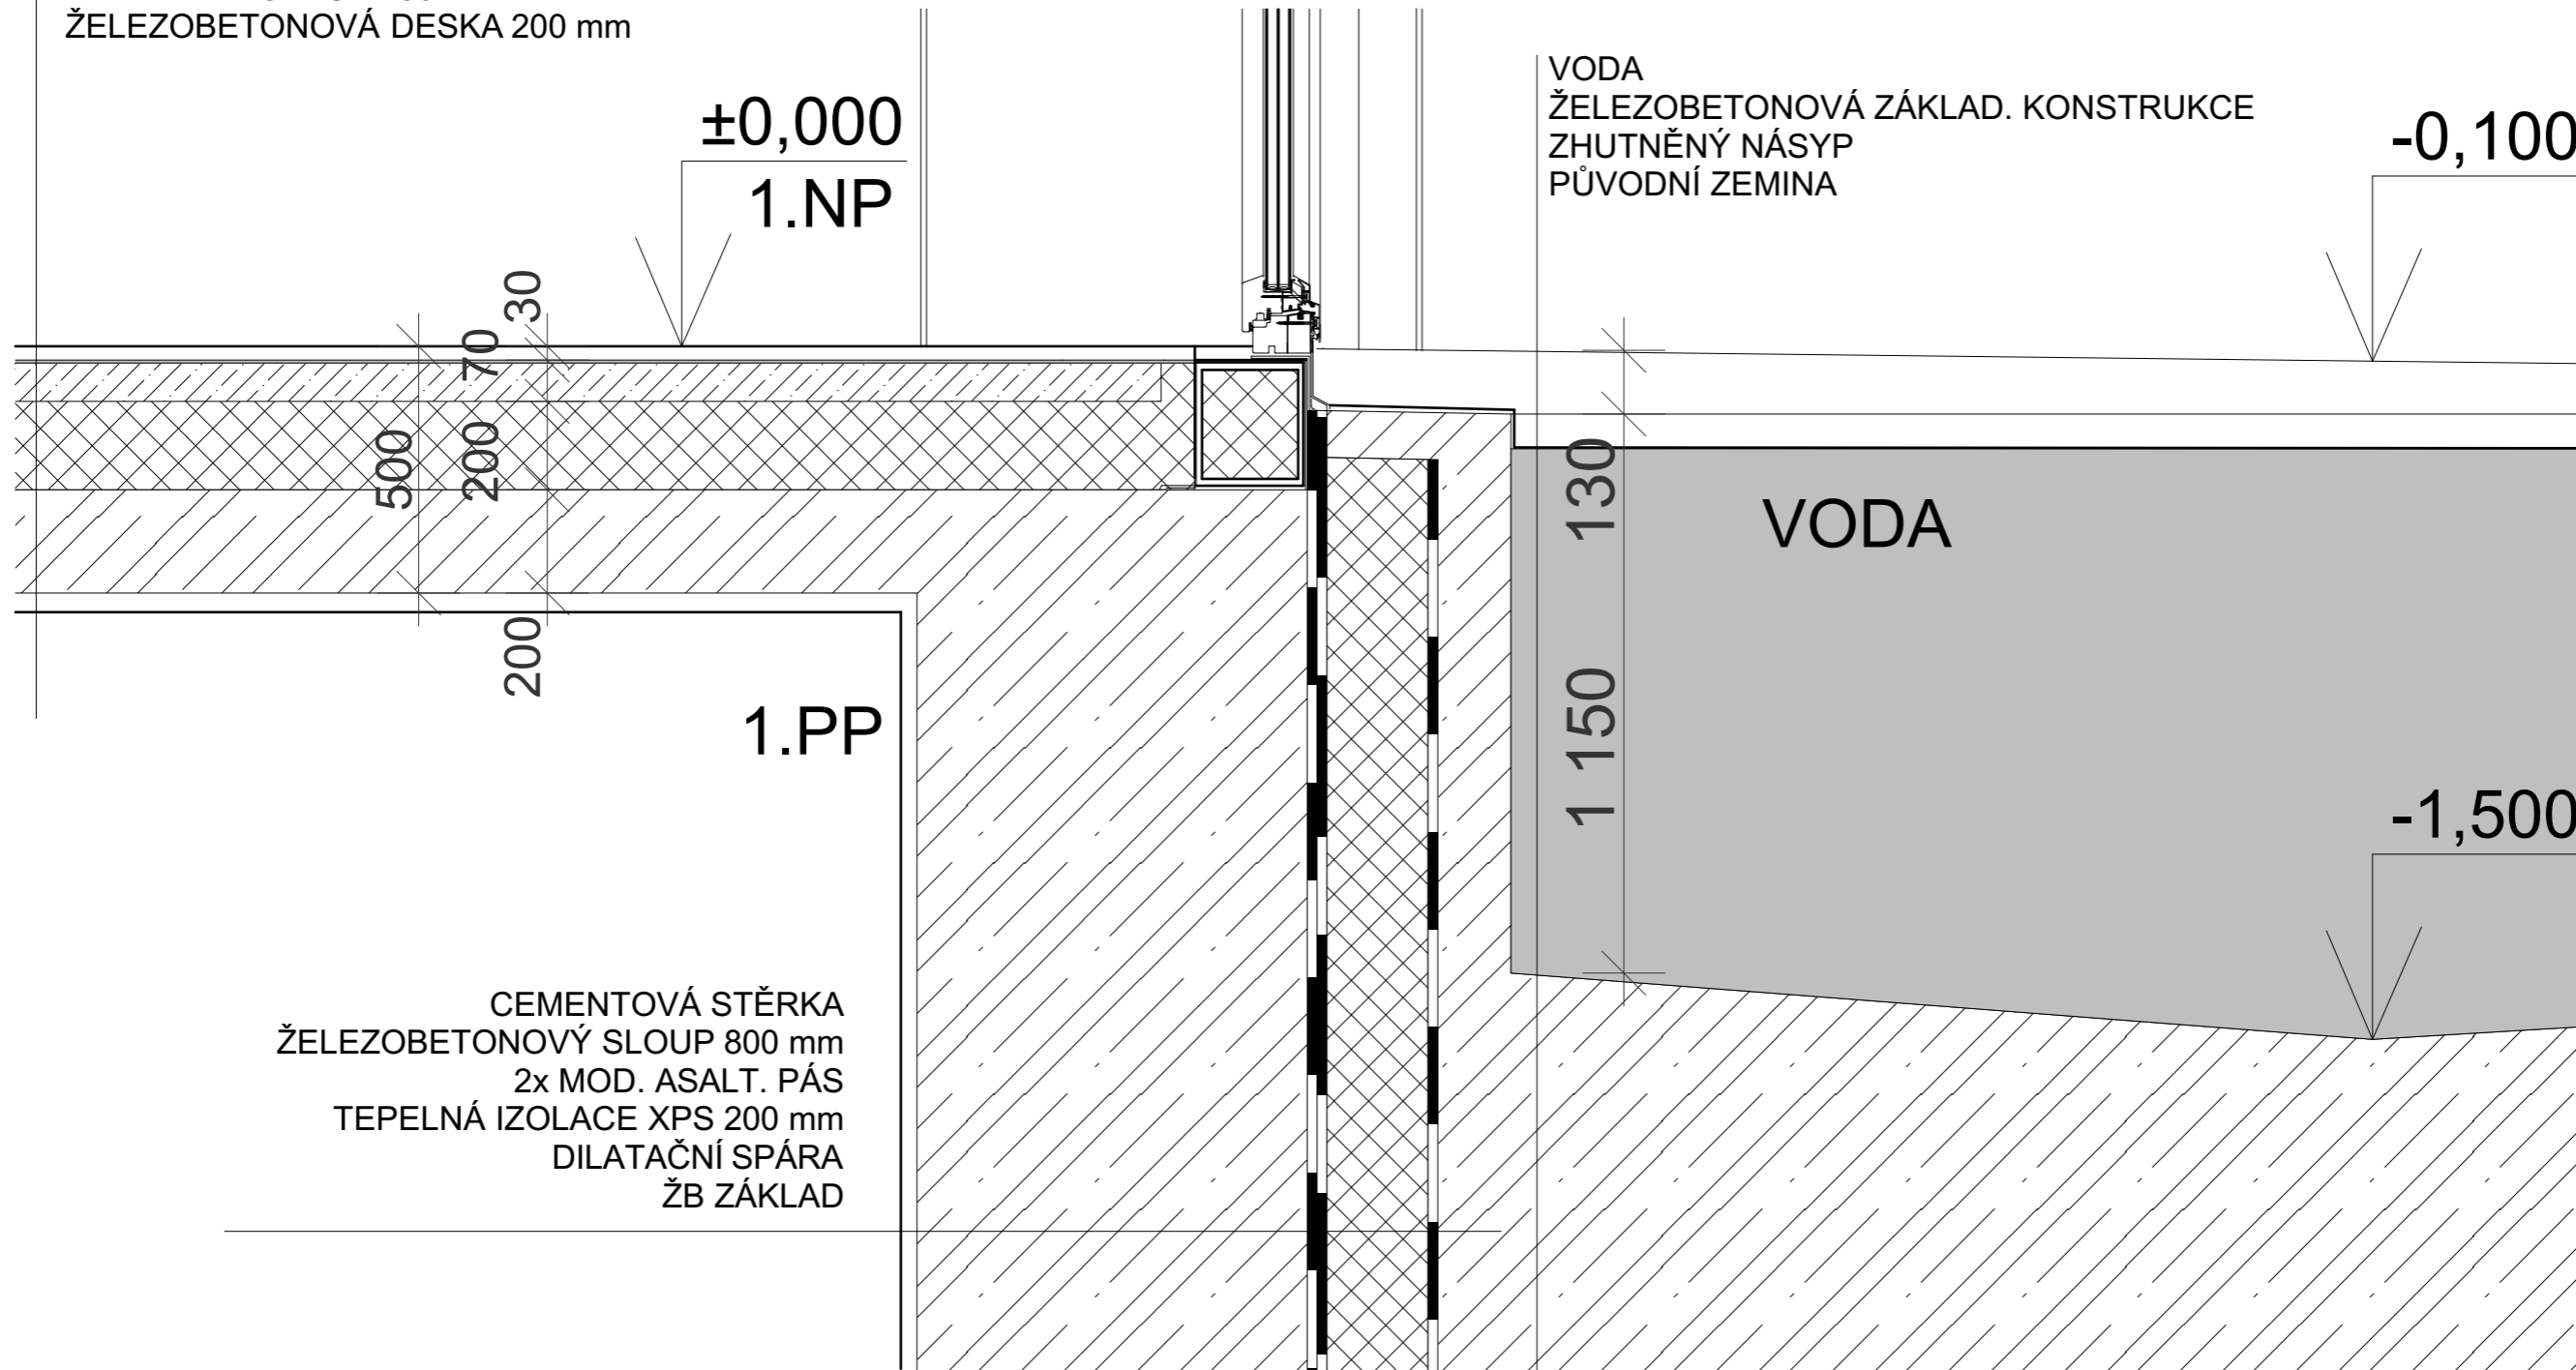 ŽELEZOBETONOVÁ DESKA 200 mm
±0,000
1.NP
VODA
ŽELEZOBETONOVÁ ZÁKLAD. KONSTRUKCE
ZHUTNĚNÝ NÁSYP
PŮVODNÍ ZEMINA
-0,100
30
70
200
500
200
130
1 150
VODA
1.PP
-1,500
CEMENTOVÁ STĚRKA
ŽELEZOBETONOVÝ SLOUP 800 mm
2x MOD. ASALT. PÁS
TEPELNÁ IZOLACE XPS 200 mm
DILATAČNÍ SPÁRA
ŽB ZÁKLAD